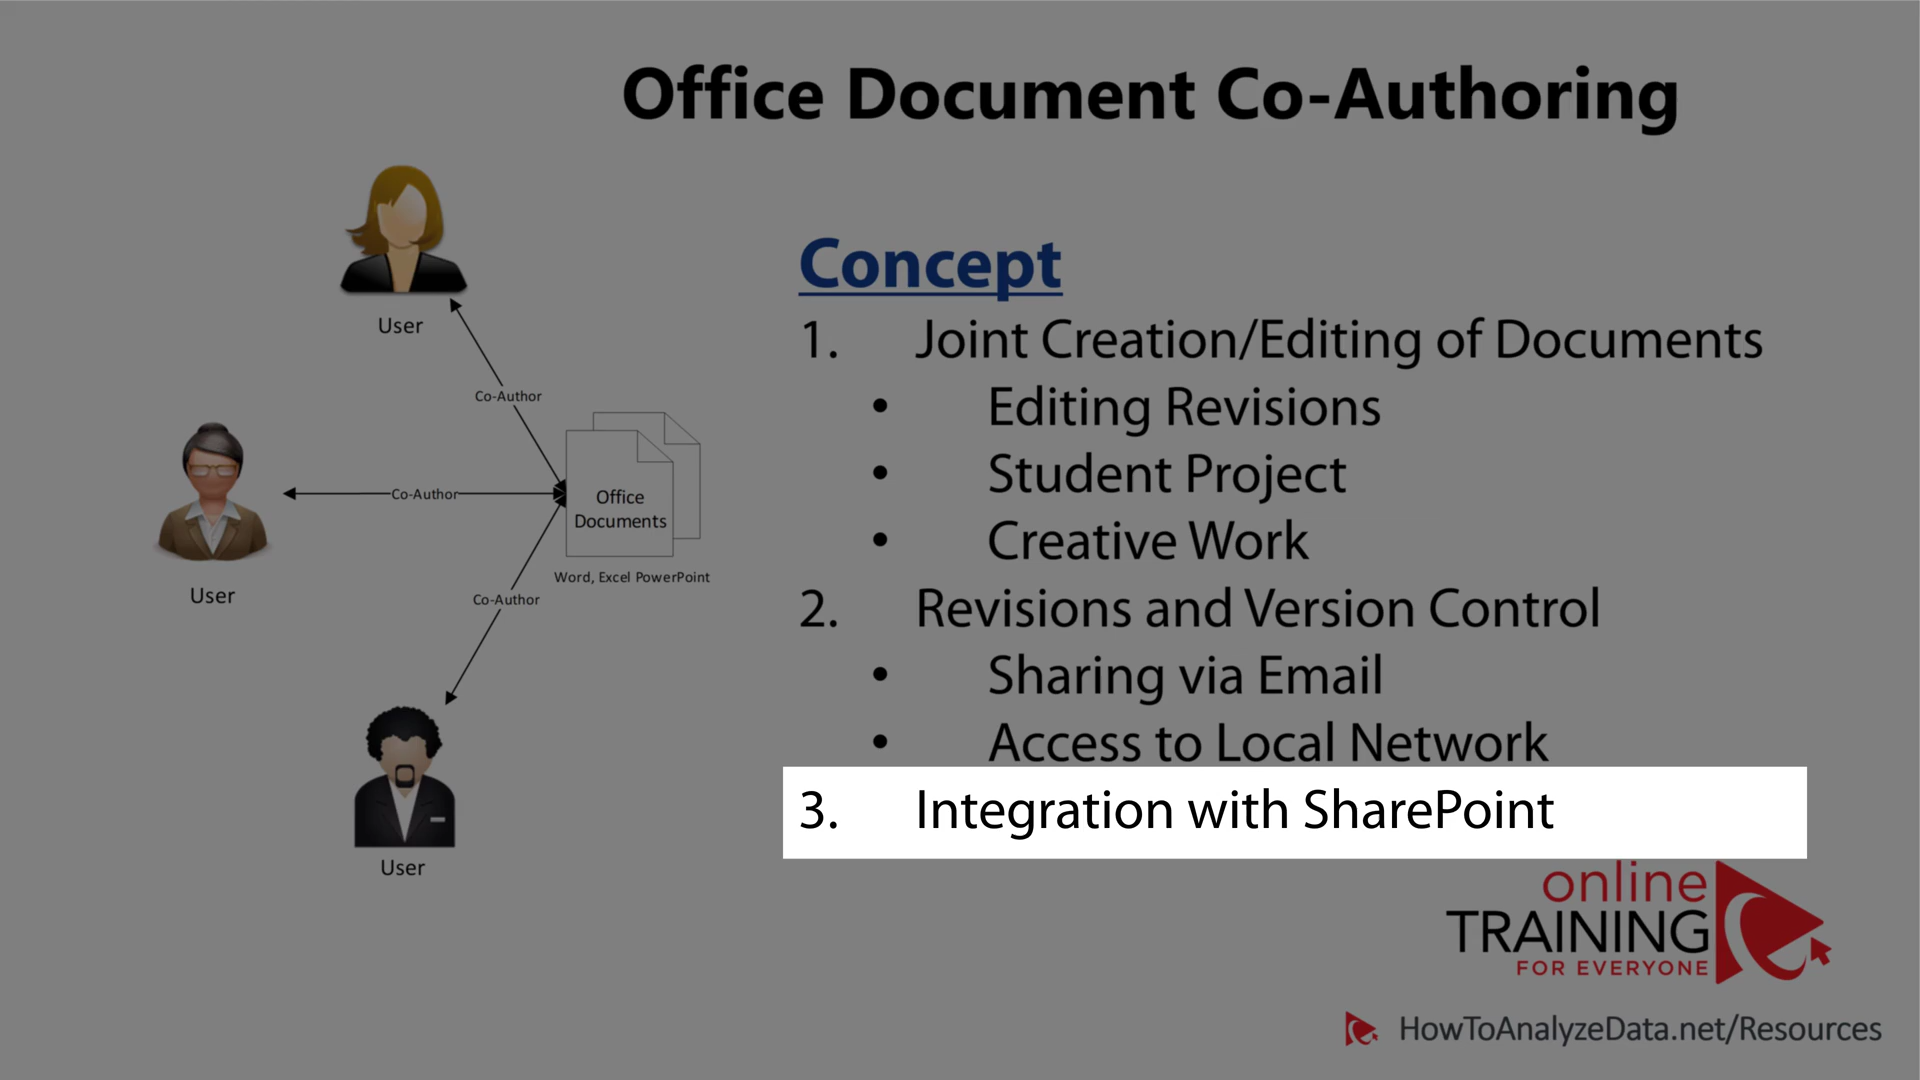 Office Document Co-Authoring
User
Co-Author
User
Co-Author
Office
Documents
Word, Excel PowerPoint
Co-Author
User
Concept
1. Joint Creation/Editing of Documents
• Editing Revisions
• Student Project
• Creative Work
2. Revisions and Version Control
• Sharing via Email
• Access to Local Network
3. Integration with SharePoint
online
TRAINING
FOR EVERYONE
HowToAnalyzeData.net/Resources